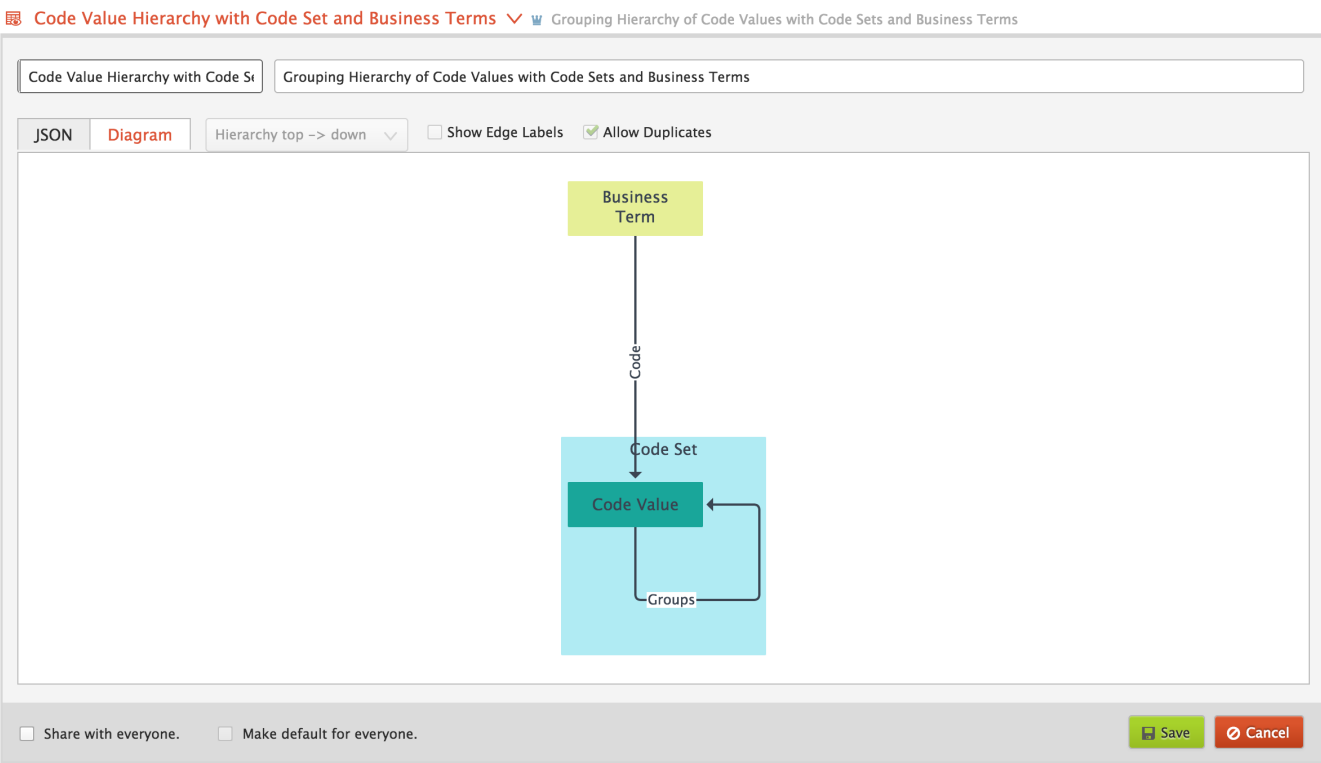 Code Value Hierarchy with Code Set and Business Terms Grouping Hierarchy of Code Values with Code Sets and Business Terms
Code Value Hierarchy with Code Se Grouping Hierarchy of Code Values with Code Sets and Business Terms
JSON Diagram Hierarchy top -> down Show Edge Labels Allow Duplicates
Business
Term
Code
Code Set
Code Value
Groups
Share with everyone. Make default for everyone. Save Cancel